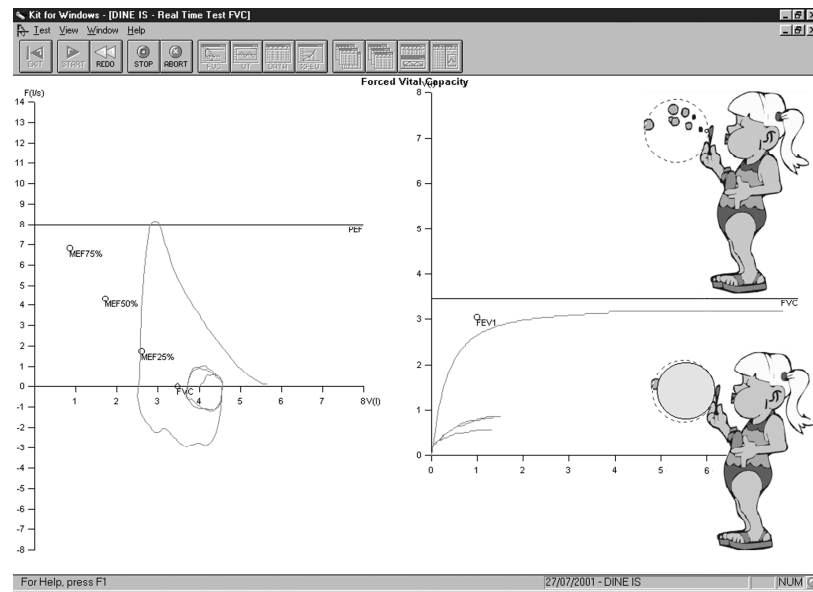 Kit for Windows - [DINE IS - Real Time Test FVC]
Test View Window Help
EXIT START REDO STOP ABORT FVC VT DATA
Forced Vital Capacity
F(l/s)
14
13
12
11
10
9
8
7
6
5
4
3
2
1
0
-1
-2
-3
-4
-5
-6
-7
-8
PEF
MEF75%
MEF50%
MEF25%
FVC
1 2 3 4 5 6 7 8V(l)
8
7
6
5
4
3
2
1
0
FVC
FEV1
0 1 2 3 4 5 6
For Help, press F1
27/07/2001 - DINE IS
NUM